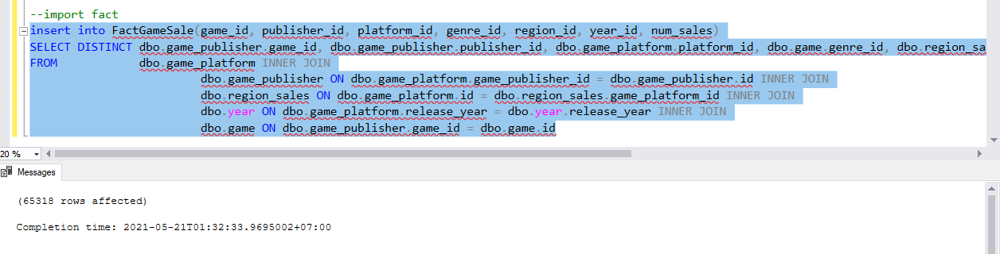 --import fact
insert into FactGameSale(game_id, publisher_id, platform_id, genre_id, region_id, year_id, num_sales)
SELECT DISTINCT dbo.game_publisher.game_id, dbo.game_publisher.publisher_id, dbo.game_platform.platform_id, dbo.game.genre_id, dbo.region_sa
FROM dbo.game_platform INNER JOIN
dbo.game_publisher ON dbo.game_platform.game_publisher_id = dbo.game_publisher.id INNER JOIN
dbo.region_sales ON dbo.game_platform.id = dbo.region_sales.game_platform_id INNER JOIN
dbo.year ON dbo.game_platform.release_year = dbo.year.release_year INNER JOIN
dbo.game ON dbo.game_publisher.game_id = dbo.game.id
20 %
Messages
(65318 rows affected)
Completion time: 2021-05-21T01:32:33.9695002+07:00